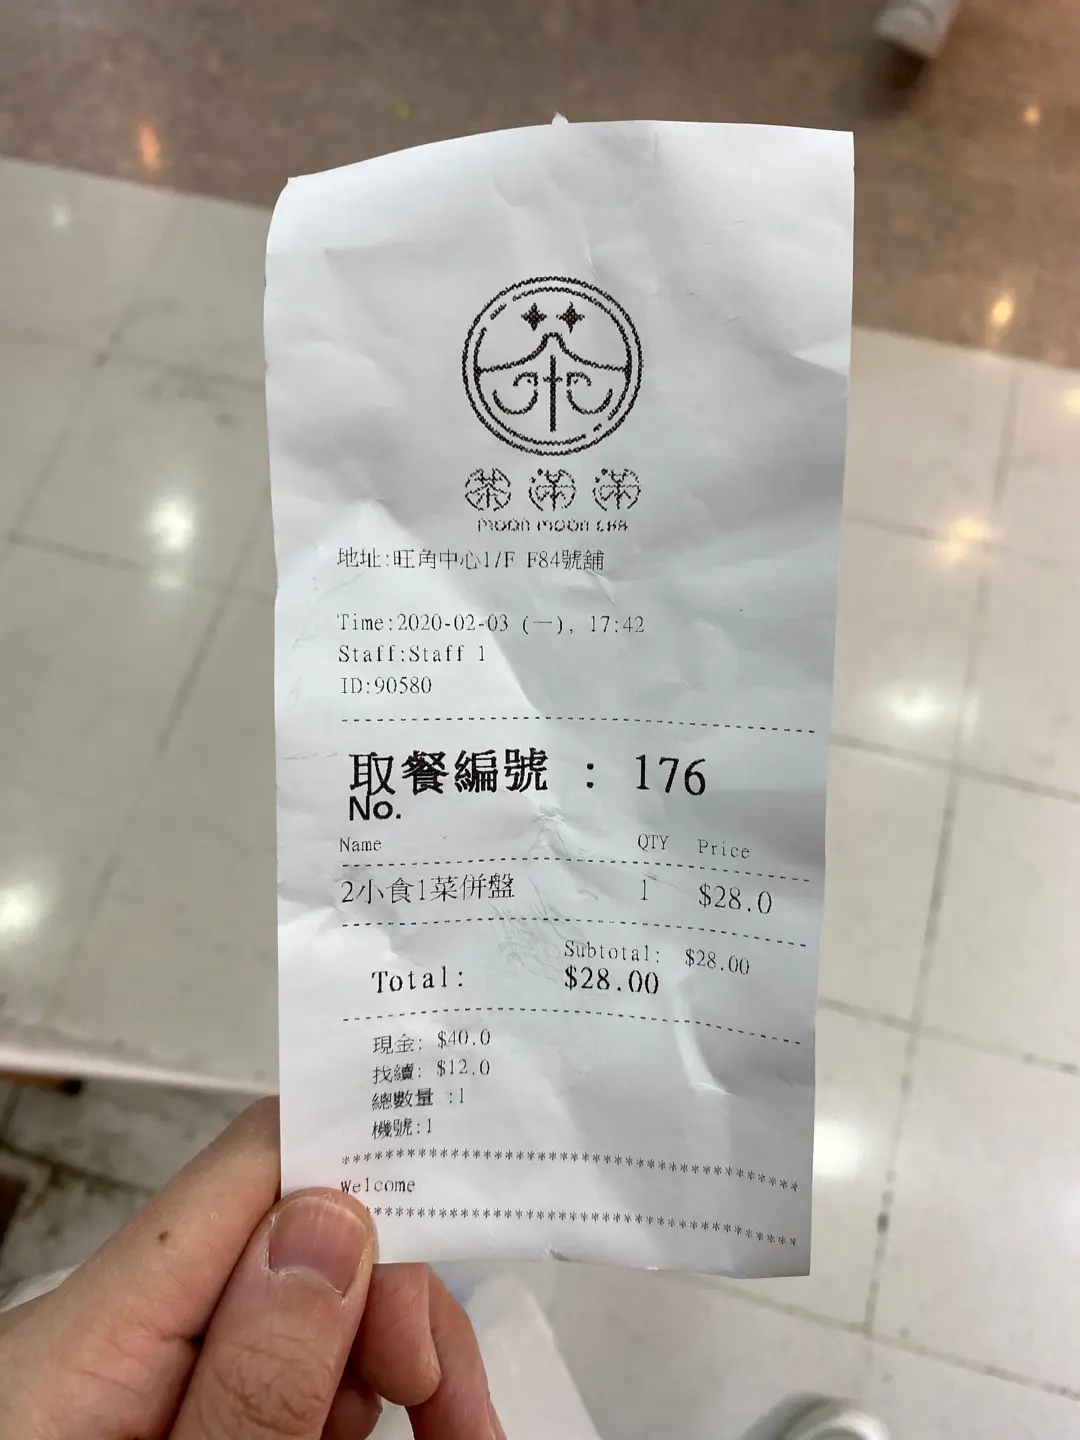 茶滿滿
MOON MOON CHA
地址:旺角中心1/F F84號舖
Time:2020-02-03 (一), 17:42
Staff:Staff 1
ID:90580
取餐編號 : 176
No.
Name QTY Price
2小食1菜併盤 1 $28.0
Subtotal: $28.00
Total: $28.00
現金: $40.0
找續: $12.0
總數量 :1
機號:1
************************************************
Welcome
************************************************